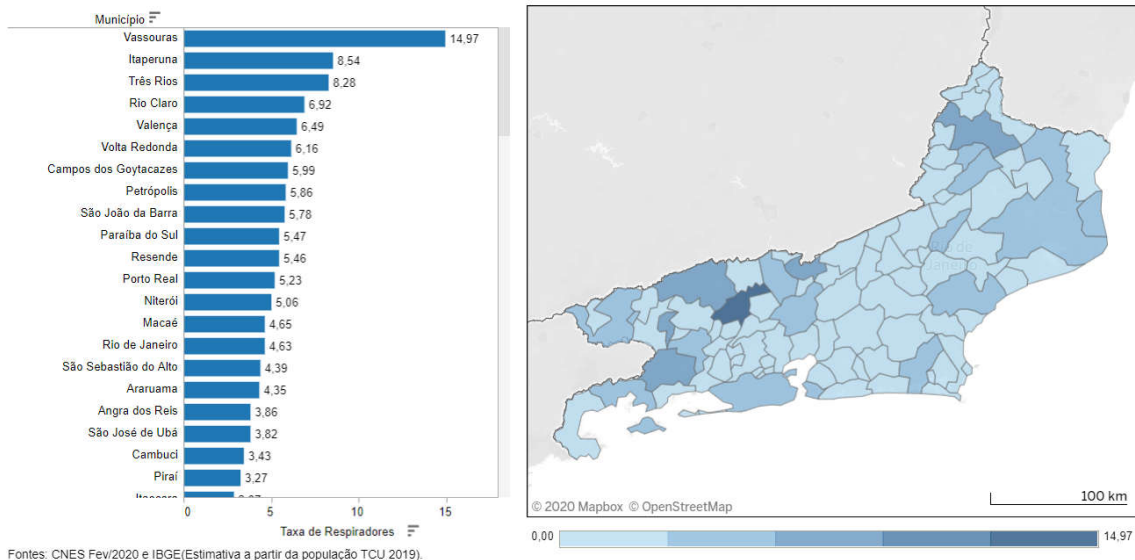 Município
Vassouras 14,97
Itaperuna 8,54
Três Rios 8,28
Rio Claro 6,92
Valença 6,49
Volta Redonda 6,16
Campos dos Goytacazes 5,99
Petrópolis 5,86
São João da Barra 5,78
Paraíba do Sul 5,47
Resende 5,46
Porto Real 5,23
Niterói 5,06
Macaé 4,65
Rio de Janeiro 4,63
São Sebastião do Alto 4,39
Araruama 4,35
Angra dos Reis 3,86
São José de Ubá 3,82
Cambuci 3,43
Piraí 3,27
0 5 10 15
Taxa de Respiradores
Fontes: CNES Fev/2020 e IBGE(Estimativa a partir da população TCU 2019).
Rio de
Janeiro
© 2020 Mapbox © OpenStreetMap
100 km
0,00 14,97